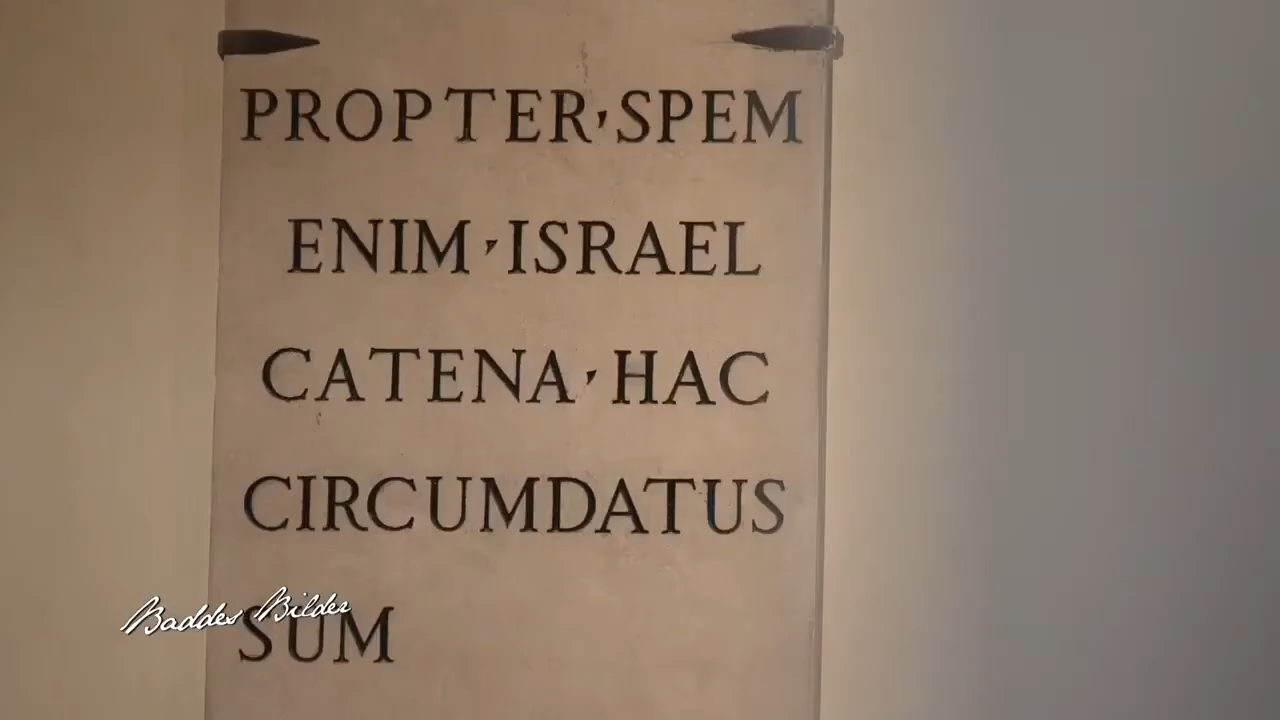 PROPTER · SPEM
ENIM · ISRAEL
CATENA · HAC
CIRCUMDATUS
SUM
Baddes Bilder